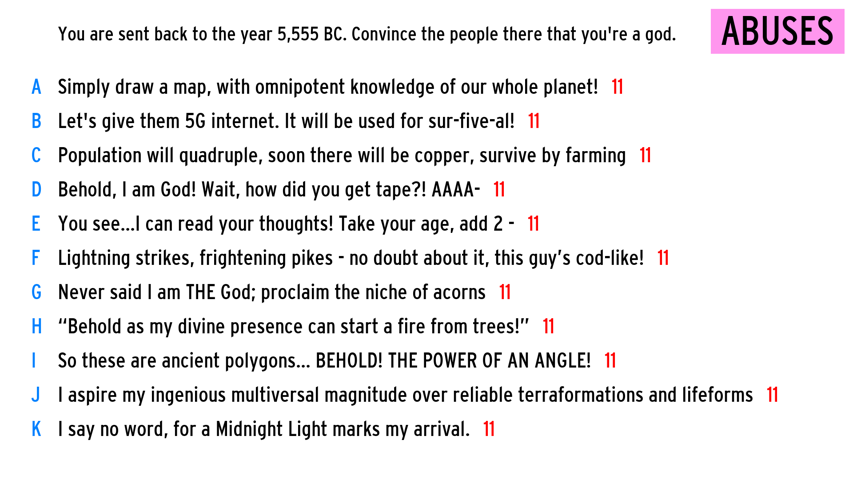 You are sent back to the year 5,555 BC. Convince the people there that you're a god.
ABUSES
A Simply draw a map, with omnipotent knowledge of our whole planet! 11
B Let's give them 5G internet. It will be used for sur-five-al! 11
C Population will quadruple, soon there will be copper, survive by farming 11
D Behold, I am God! Wait, how did you get tape?! AAAA- 11
E You see...I can read your thoughts! Take your age, add 2 - 11
F Lightning strikes, frightening pikes - no doubt about it, this guy’s cod-like! 11
G Never said I am THE God; proclaim the niche of acorns 11
H “Behold as my divine presence can start a fire from trees!” 11
I So these are ancient polygons... BEHOLD! THE POWER OF AN ANGLE! 11
J I aspire my ingenious multiversal magnitude over reliable terraformations and lifeforms 11
K I say no word, for a Midnight Light marks my arrival. 11